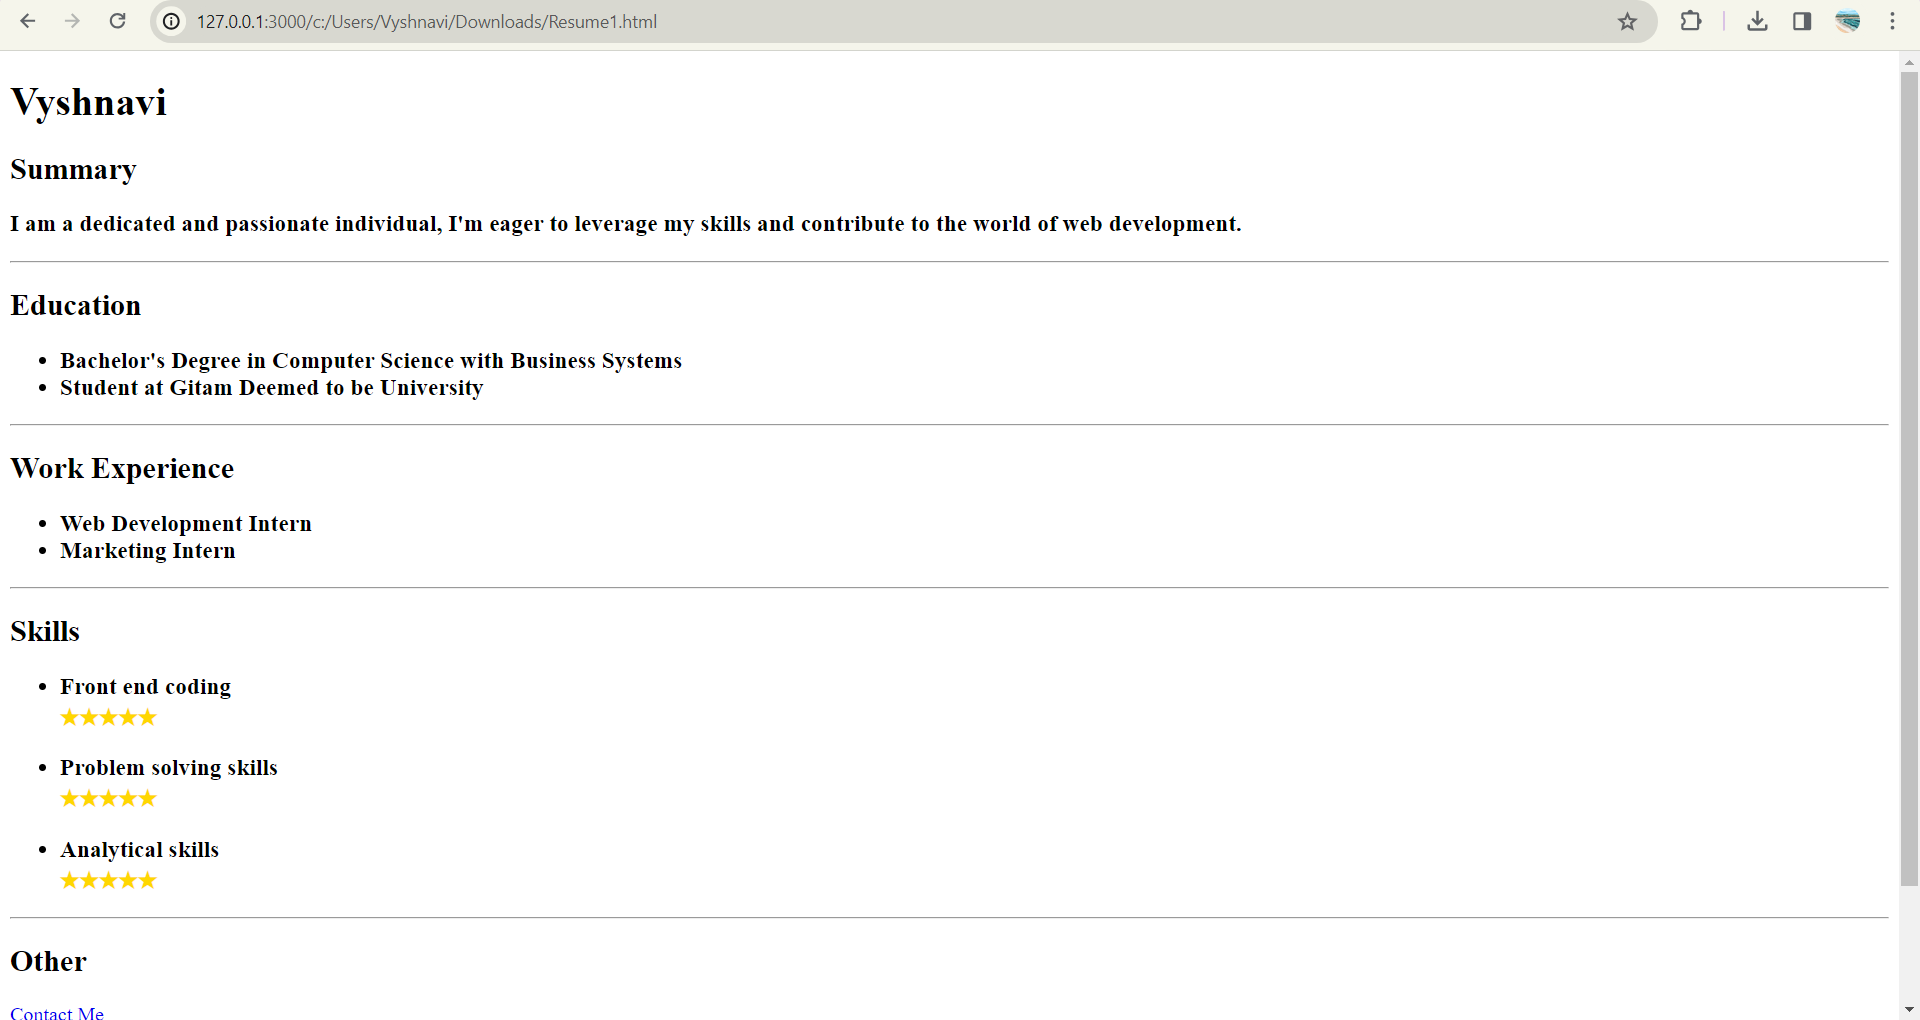 127.0.0.1:3000/c:/Users/Vyshnavi/Downloads/Resume1.html
Vyshnavi
Summary
I am a dedicated and passionate individual, I'm eager to leverage my skills and contribute to the world of web development.
Education
• Bachelor's Degree in Computer Science with Business Systems
• Student at Gitam Deemed to be University
Work Experience
• Web Development Intern
• Marketing Intern
Skills
• Front end coding
★★★★★
• Problem solving skills
★★★★★
• Analytical skills
★★★★★
Other
Contact Me